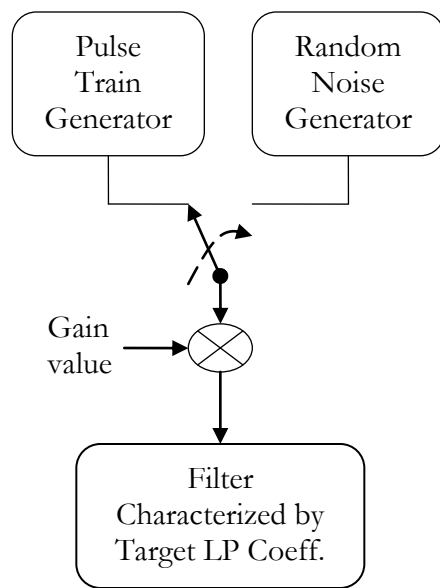 Pulse
Train
Generator
Random
Noise
Generator
Gain
value
Filter
Characterized by
Target LP Coeff.